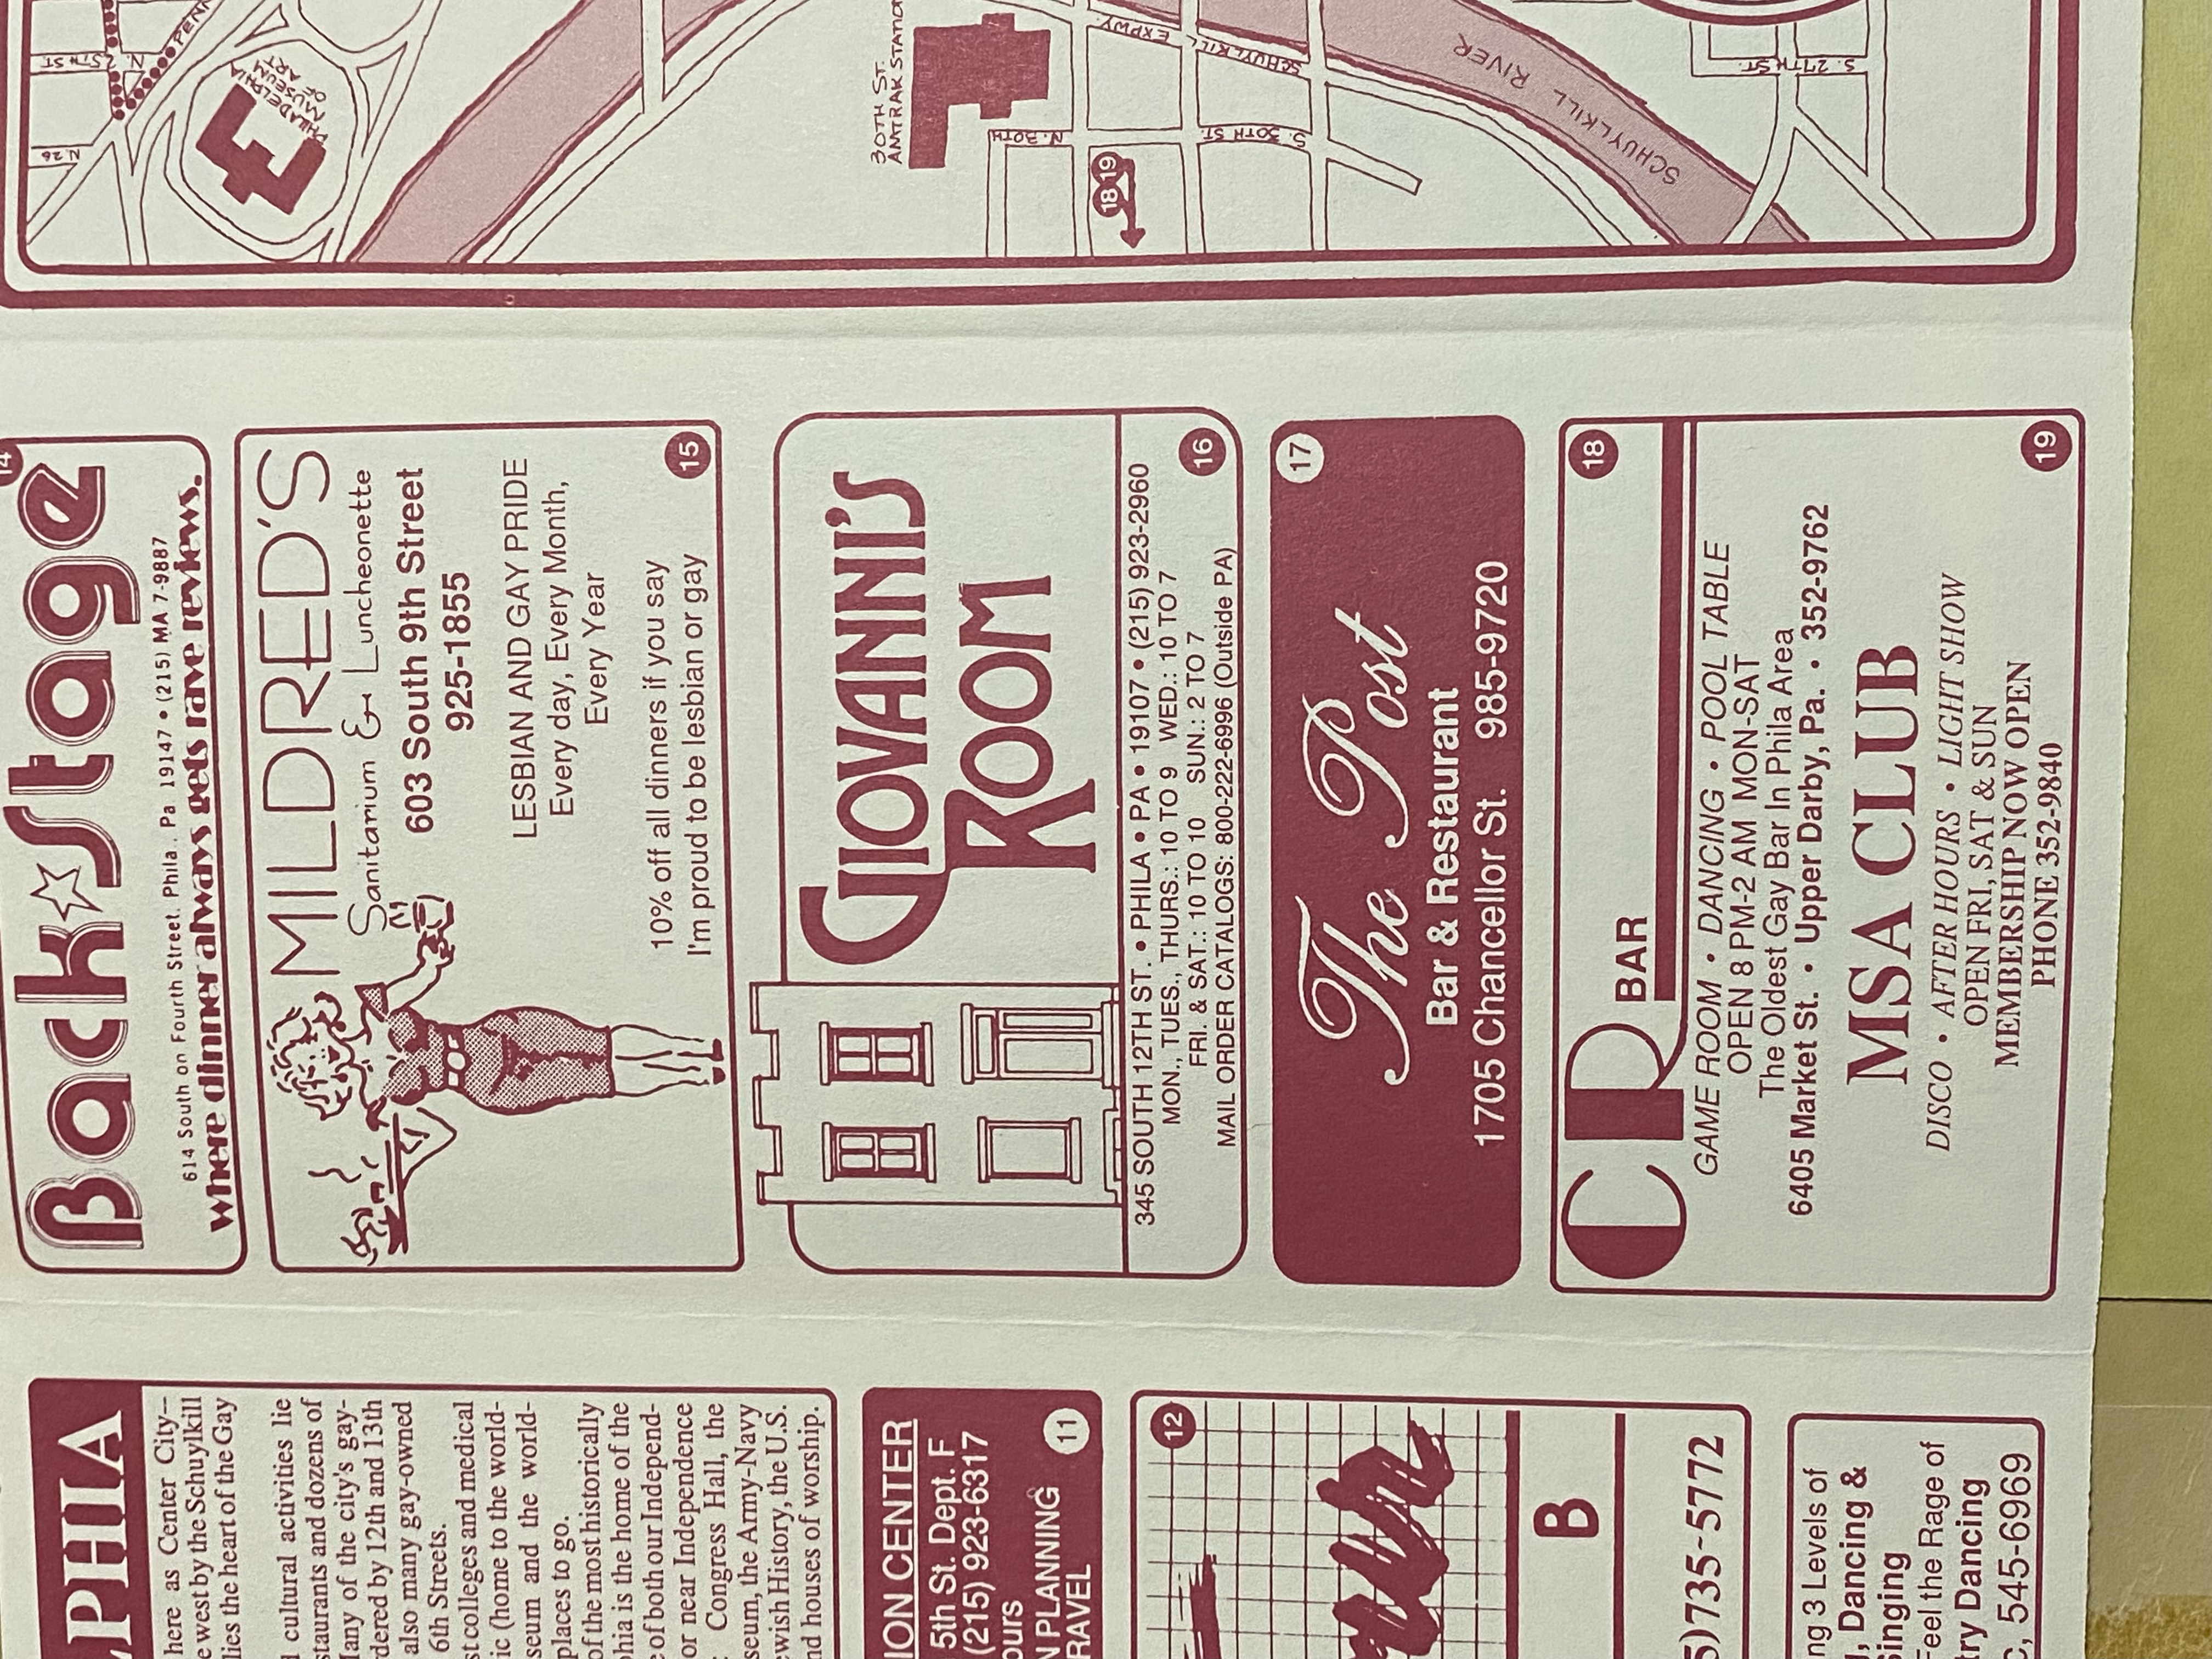 LPHIA
here as Center City—
e west by the Schuylkill
lies the heart of the Gay
cultural activities lie
staurants and dozens of
Many of the city's gay-
rdered by 12th and 13th
also many gay-owned
6th Streets.
st colleges and medical
ic (home to the world-
seum and the world-
places to go.
of the most historically
phia is the home of the
e of both our Independ-
or near Independence
: Congress Hall, the
seum, the Army-Navy
ewish History, the U.S.
nd houses of worship.
ION CENTER
5th St. Dept. F
(215) 923-6317
ours
N PLANNING
RAVEL
11
12
B
5)735-5772
ng 3 Levels of
g, Dancing &
Singing
Feel the Rage of
try Dancing
c, 545-6969
14
Back☆Stage
614 South on Fourth Street, Phila., Pa 19147 • (215) MA 7-9887
Where dinner always gets rave reviews.
MILDRED'S
Sanitarium & Luncheonette
603 South 9th Street
925-1855
LESBIAN AND GAY PRIDE
Every day, Every Month,
Every Year
10% off all dinners if you say
I'm proud to be lesbian or gay
15
GIOVANNI'S
ROOM
345 SOUTH 12TH ST. • PHILA • PA • 19107 • (215) 923-2960
MON., TUES., THURS.: 10 TO 9 WED.: 10 TO 7
FRI. & SAT.: 10 TO 10 SUN.: 2 TO 7
MAIL ORDER CATALOGS: 800-222-6996 (Outside PA)
16
17
The Post
Bar & Restaurant
1705 Chancellor St. 985-9720
18
CR BAR
GAME ROOM • DANCING • POOL TABLE
OPEN 8 PM-2 AM MON-SAT
The Oldest Gay Bar In Phila Area
6405 Market St. • Upper Darby, Pa. • 352-9762
MSA CLUB
DISCO • AFTER HOURS • LIGHT SHOW
OPEN FRI, SAT & SUN
MEMBERSHIP NOW OPEN
PHONE 352-9840
19
N. 26
N. 25TH ST.
PENN
PHILADELPHIA
MUSEUM
OF ART
30TH ST.
AMTRAK STATIO
N. 30TH
18 19
S. 30TH ST.
SCHUYLKILL EXPWY.
SCHUYLKILL RIVER
S. 27TH ST.